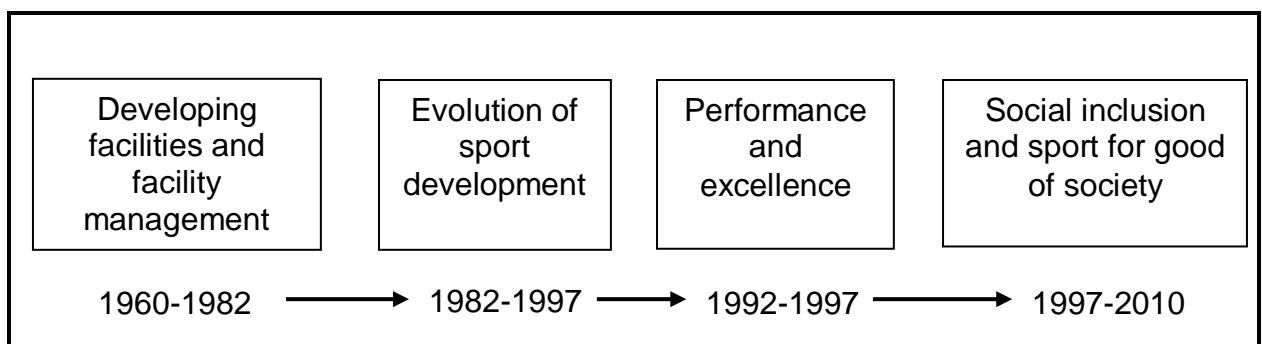 Developing
facilities and
facility
management
Evolution of
sport
development
Performance
and
excellence
Social inclusion
and sport for good
of society
1960-1982
1982-1997
1992-1997
1997-2010